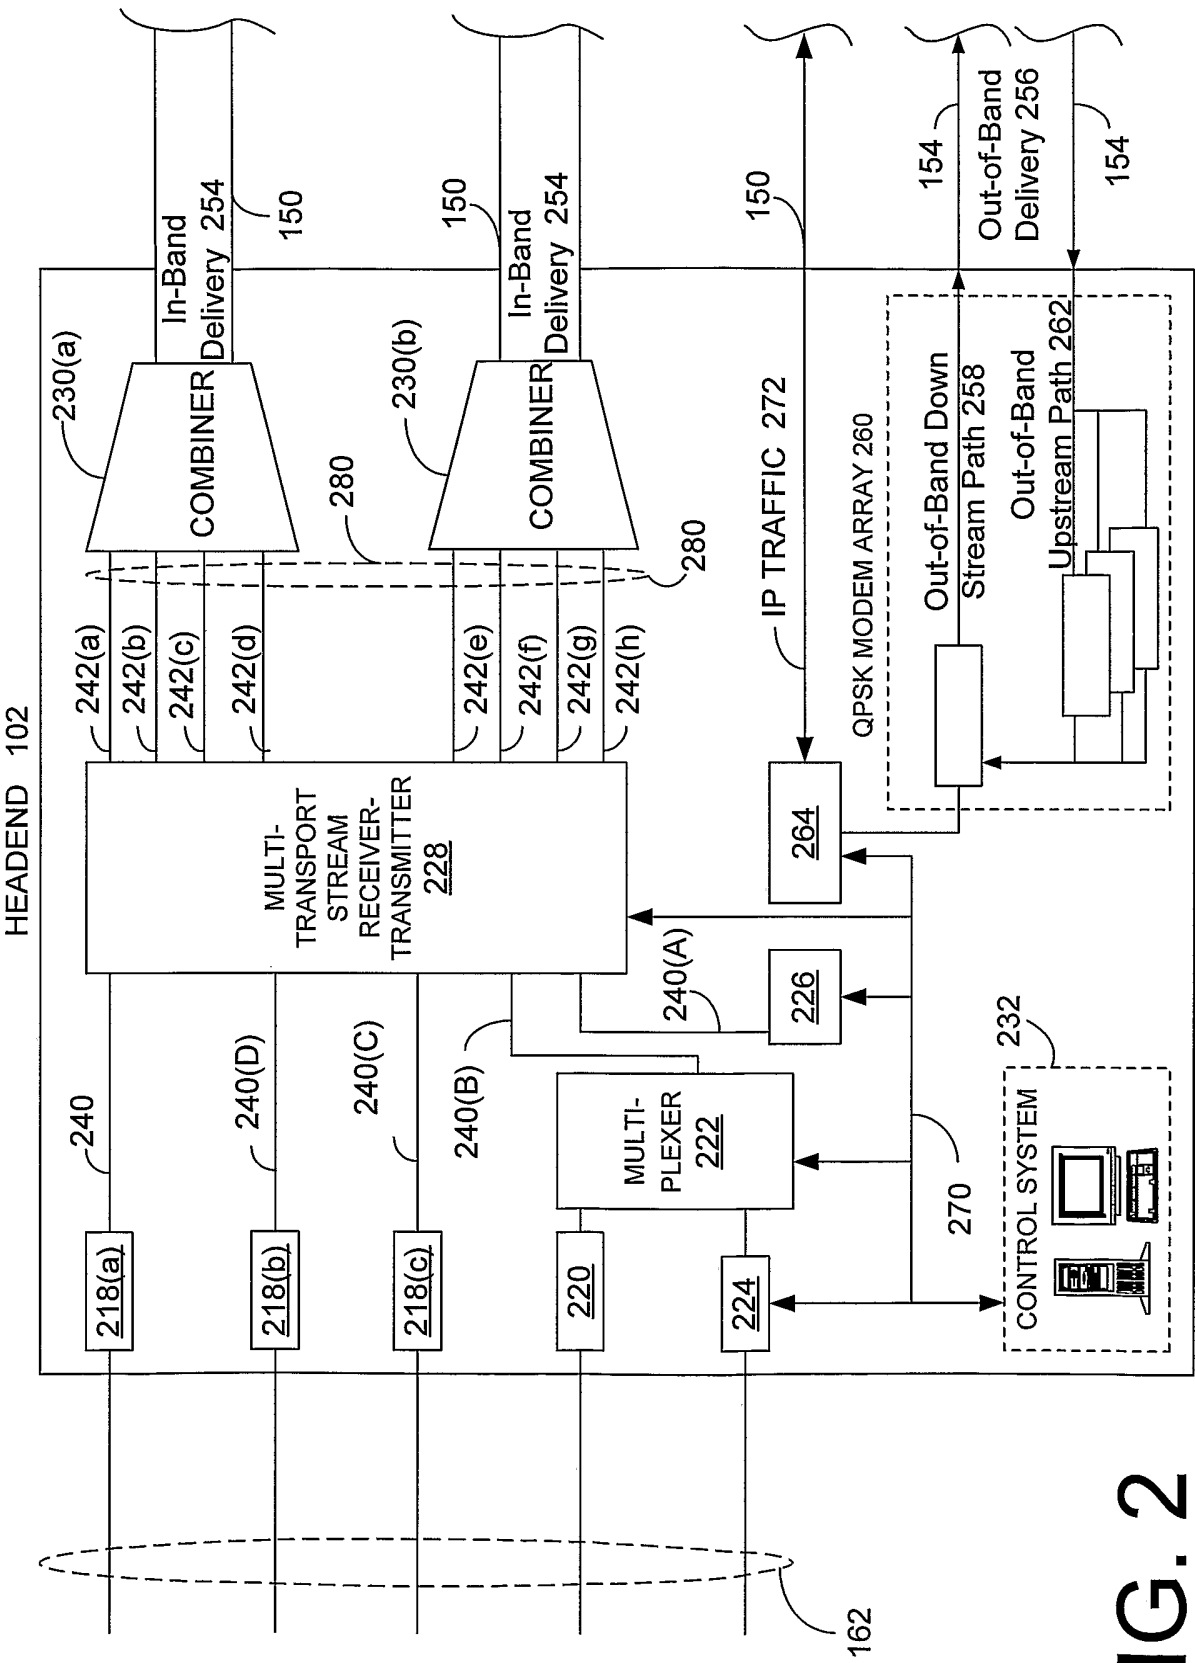 HEADEND 102
218(a)
218(b)
218(c)
220
224
162
240
240(D)
240(C)
240(B)
240(A)
MULTI-
PLEXER
222
226
264
MULTI-
TRANSPORT
STREAM
RECEIVER-
TRANSMITTER
228
242(a)
242(b)
242(c)
242(d)
242(e)
242(f)
242(g)
242(h)
280
280
230(a)
COMBINER
230(b)
COMBINER
In-Band
Delivery 254
150
In-Band
Delivery 254
150
IP TRAFFIC 272
150
QPSK MODEM ARRAY 260
Out-of-Band Down
Stream Path 258
Out-of-Band
Upstream Path 262
154
Out-of-Band
Delivery 256
154
270
232
CONTROL SYSTEM
IG. 2